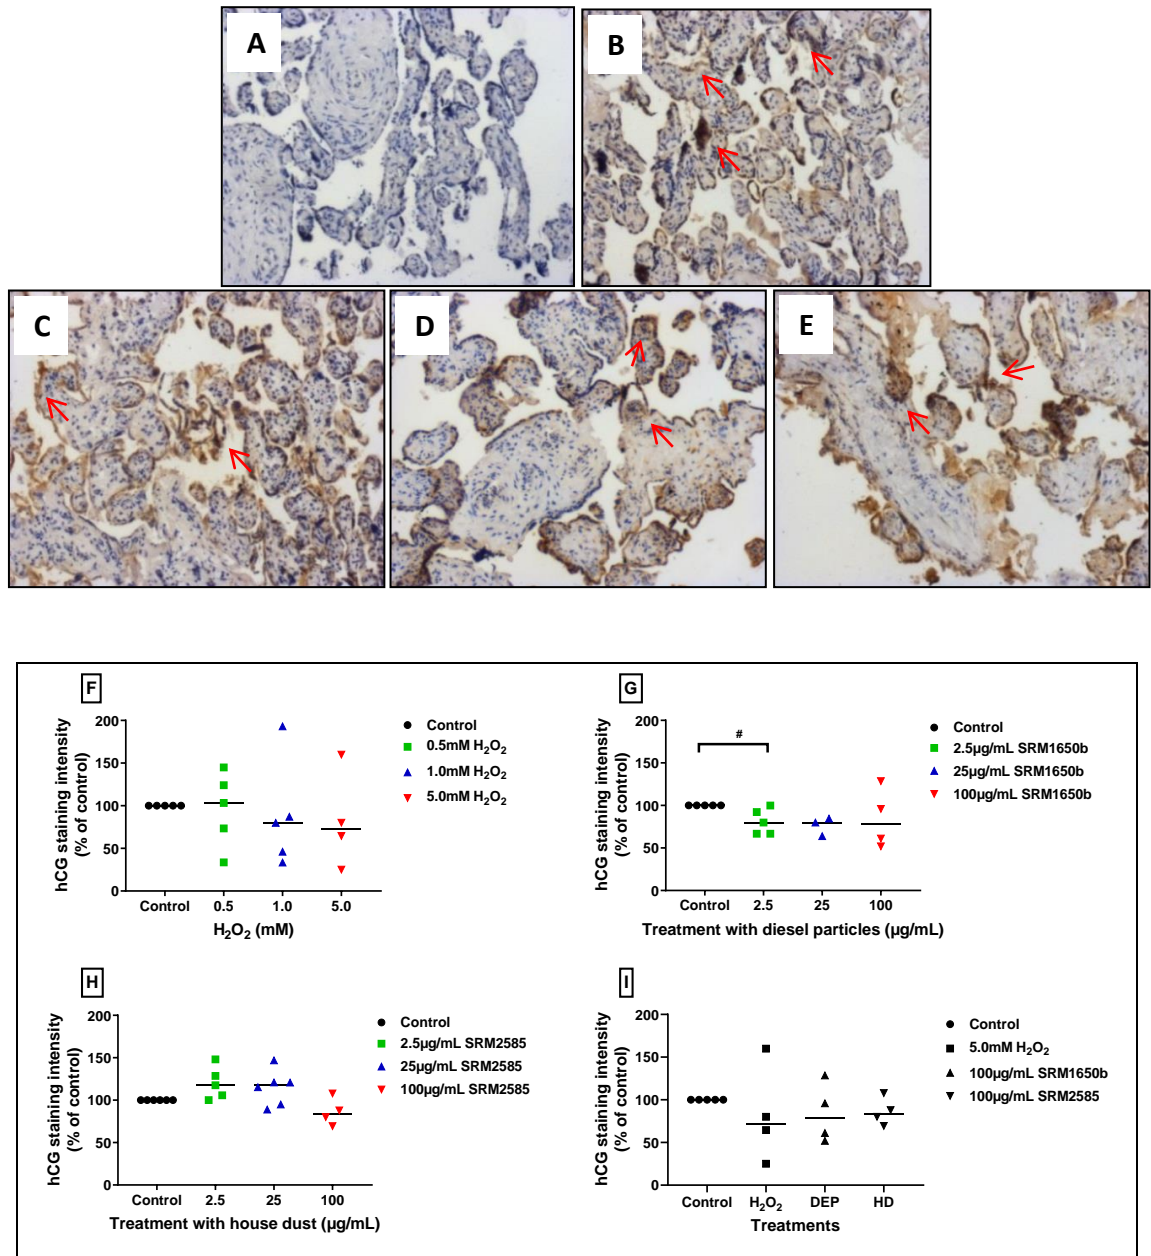 A
B
C
D
E
F
hCG staining intensity
(% of control)
200
150
100
50
0
Control
0.5
1.0
5.0
H₂O₂ (mM)
Control
0.5mM H₂O₂
1.0mM H₂O₂
5.0mM H₂O₂
G
hCG staining intensity
(% of control)
200
150
100
50
0
#
Control
2.5
25
100
Treatment with diesel particles (µg/mL)
Control
2.5µg/mL SRM1650b
25µg/mL SRM1650b
100µg/mL SRM1650b
H
hCG staining intensity
(% of control)
200
150
100
50
0
Control
2.5
25
100
Treatment with house dust (µg/mL)
Control
2.5µg/mL SRM2585
25µg/mL SRM2585
100µg/mL SRM2585
I
hCG staining intensity
(% of control)
200
150
100
50
0
Control
H₂O₂
DEP
HD
Treatments
Control
5.0mM H₂O₂
100µg/mL SRM1650b
100µg/mL SRM2585